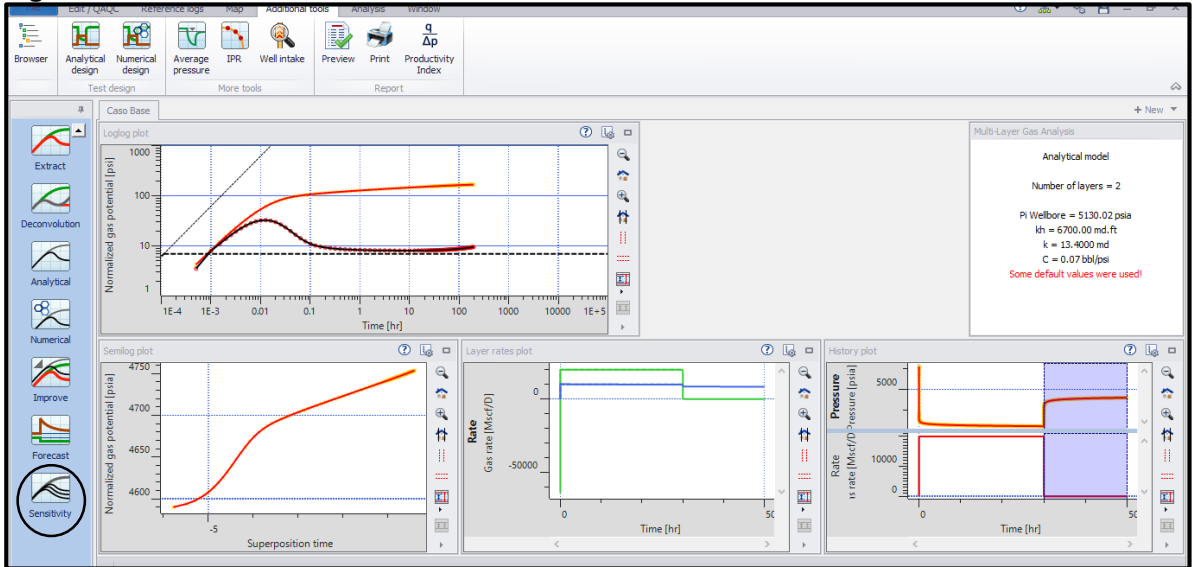 Edit / QAQC Reference logs Map Additional tools Analysis Window
Browser
Analytical design
Numerical design
Average pressure
IPR
Well intake
Preview
Print
q
Δp
Productivity Index
Test design
More tools
Report
Caso Base
+ New
Extract
Deconvolution
Analytical
Numerical
Improve
Forecast
Sensitivity
Loglog plot
Normalized gas potential [psi]
1000
100
10
1
1E-4 1E-3 0.01 0.1 1 10 100 1000 10000 1E+5
Time [hr]
Multi-Layer Gas Analysis
Analytical model
Number of layers = 2
Pi Wellbore = 5130.02 psia
kh = 6700.00 md.ft
k = 13.4000 md
C = 0.07 bbl/psi
Some default values were used!
Semilog plot
Normalized gas potential [psi]
4750
4700
4650
4600
-5
Superposition time
Layer rates plot
Rate
Gas rate [Mscf/D]
0
-50000
0
Time [hr]
History plot
Pressure
Pressure [psia]
5000
Rate
rate [Mscf/D]
10000
0
0
Time [hr]